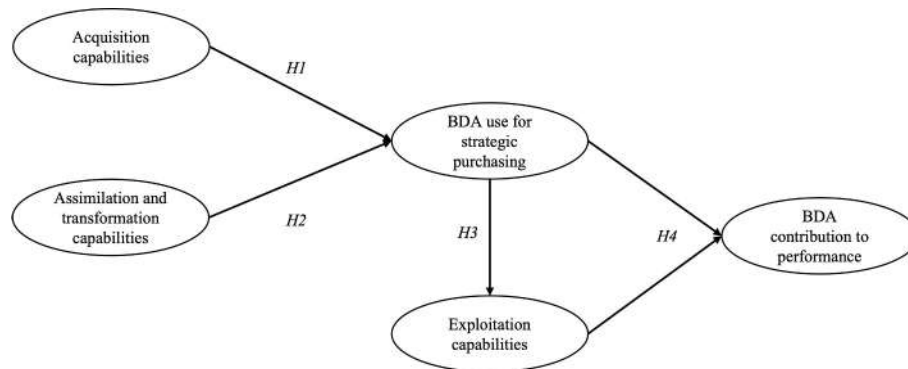 Acquisition
capabilities
H1
BDA use for
strategic
purchasing
Assimilation and
transformation
capabilities
H2
H3
H4
BDA
contribution to
performance
Exploitation
capabilities